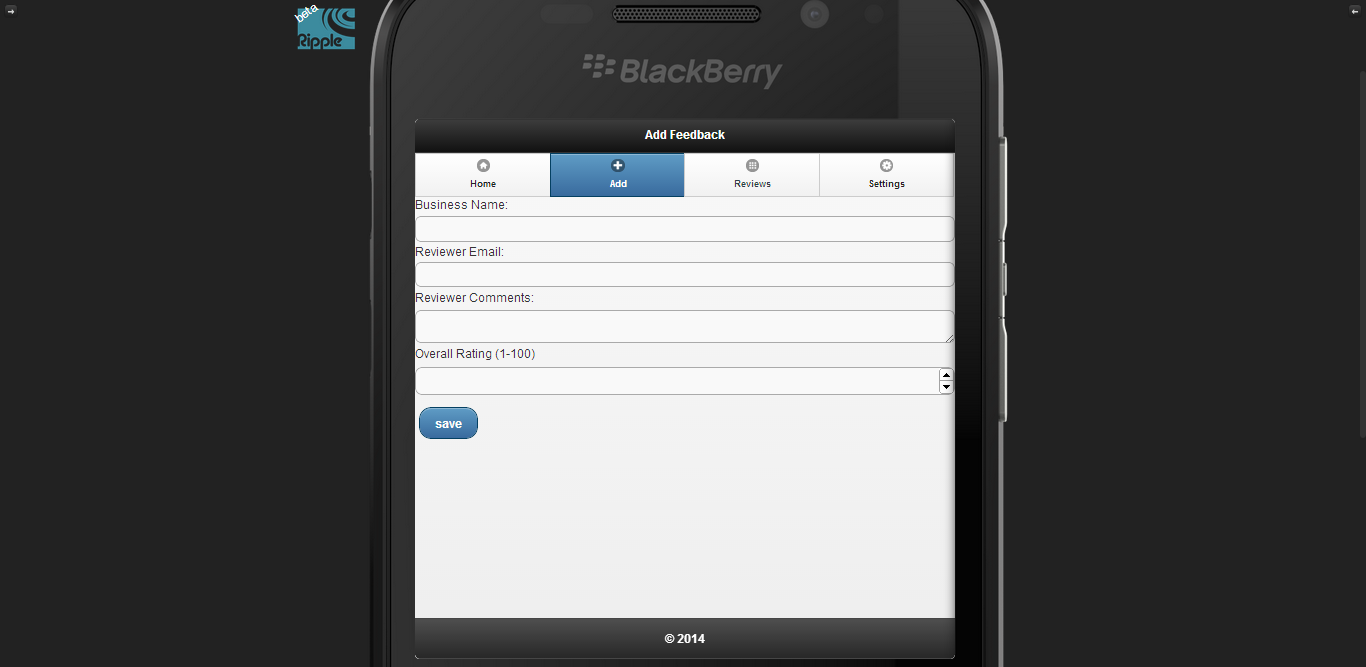 beta
Ripple
BlackBerry
Add Feedback
Home
Add
Reviews
Settings
Business Name:
Reviewer Email:
Reviewer Comments:
Overall Rating (1-100)
save
© 2014